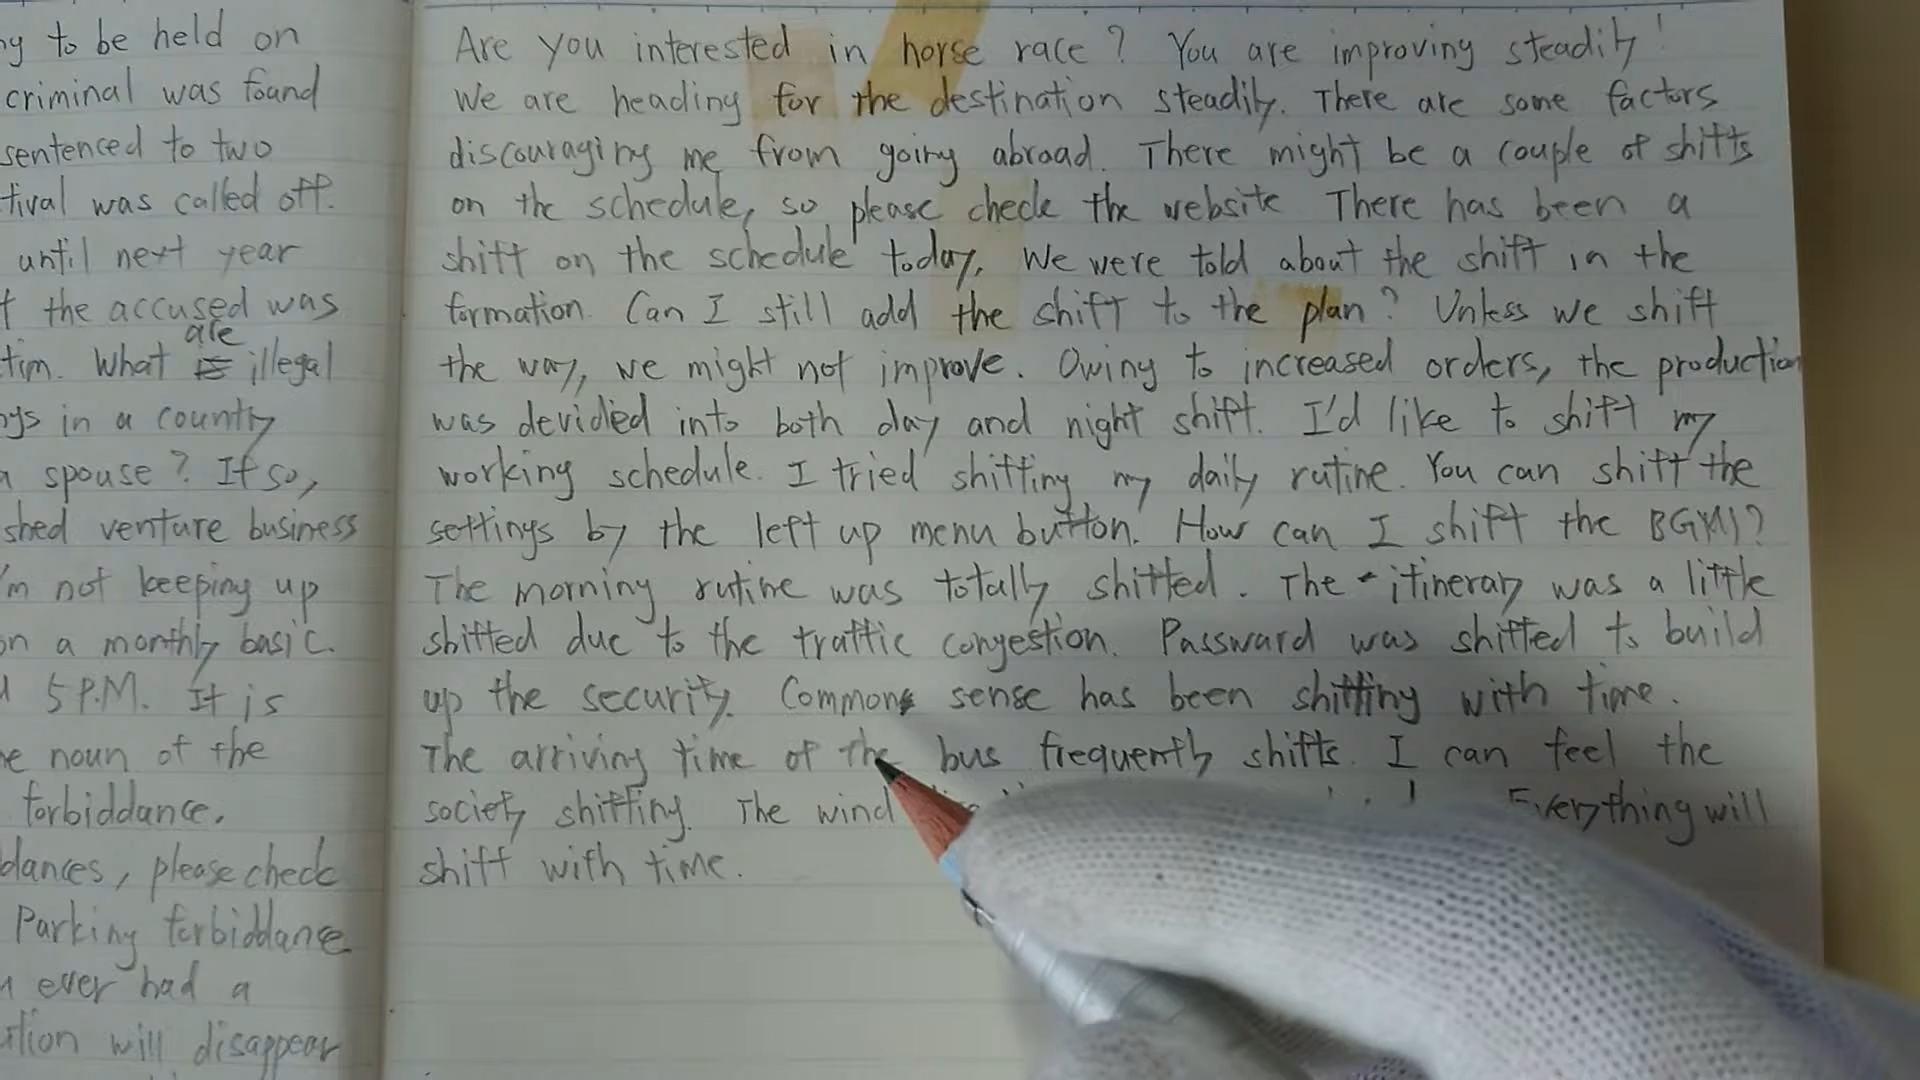 to be held on
criminal was found
sentenced to two
was called off.
until next year
the accused was
are
What is illegal
in a county
spouse? If so,
venture business
not keeping up
a monthly basic.
5 P.M. It is
noun of the
forbiddance.
please check
Parking forbiddance
ever had a
will disappear
Are you interested in horse race? You are improving steadily!
We are heading for the destination steadily. There are some factors
discouraging me from going abroad. There might be a couple of shifts
on the schedule, so please check the website There has been a
shift on the schedule today. We were told about the shift in the
formation. Can I still add the shift to the plan? Unless we shift
the way, we might not improve. Owing to increased orders, the production
was devidied into both day and night shift. I'd like to shift my
working schedule. I tried shifting my daily rutine. You can shift the
settings by the left up menu button. How can I shift the BGM?
The morning rutine was totally shifted. The itinerary was a little
shifted due to the traffic congestion. Passward was shifted to build
up the security. Common sense has been shifting with time.
The arriving time of the bus frequently shifts. I can feel the
society shifting. The wind Everything will
shift with time.